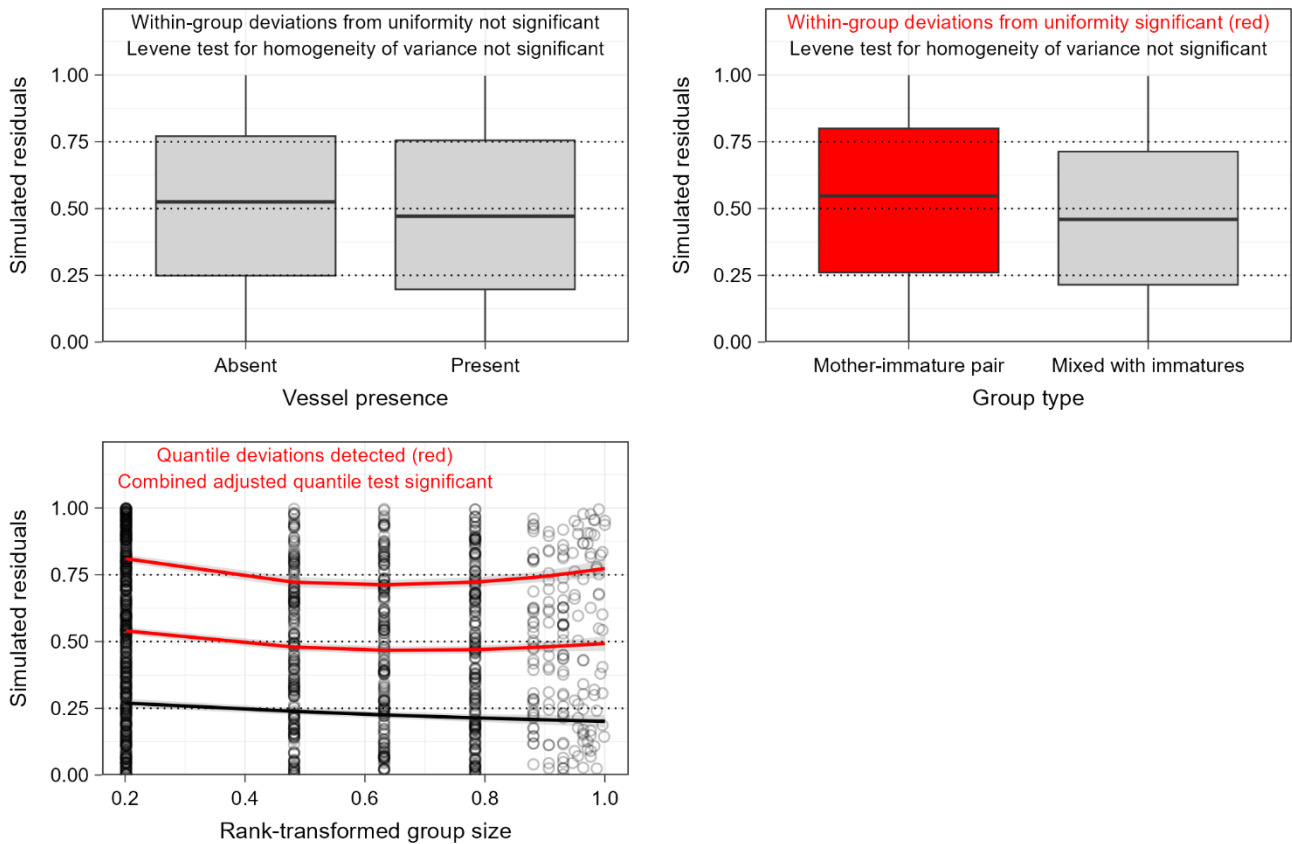 Within-group deviations from uniformity not significant
Levene test for homogeneity of variance not significant
Simulated residuals
1.00
0.75
0.50
0.25
0.00
Absent
Present
Vessel presence
Within-group deviations from uniformity significant (red)
Levene test for homogeneity of variance not significant
Simulated residuals
1.00
0.75
0.50
0.25
0.00
Mother-immature pair
Mixed with immatures
Group type
Quantile deviations detected (red)
Combined adjusted quantile test significant
Simulated residuals
1.00
0.75
0.50
0.25
0.00
0.2
0.4
0.6
0.8
1.0
Rank-transformed group size